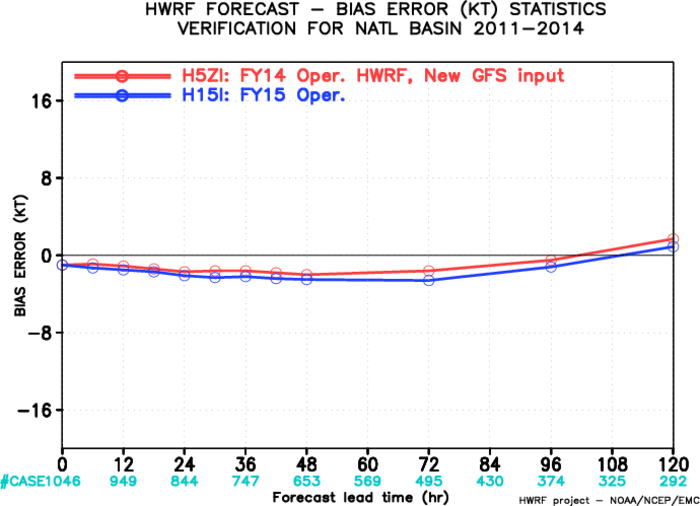 HWRF FORECAST – BIAS ERROR (KT) STATISTICS
VERIFICATION FOR NATL BASIN 2011–2014
H5ZI: FY14 Oper. HWRF, New GFS input
H15I: FY15 Oper.
16
8
0
−8
−16
BIAS ERROR (KT)
0 12 24 36 48 60 72 84 96 108 120
#CASE1046 949 844 747 653 569 495 430 374 325 292
Forecast lead time (hr)
HWRF project – NOAA/NCEP/EMC